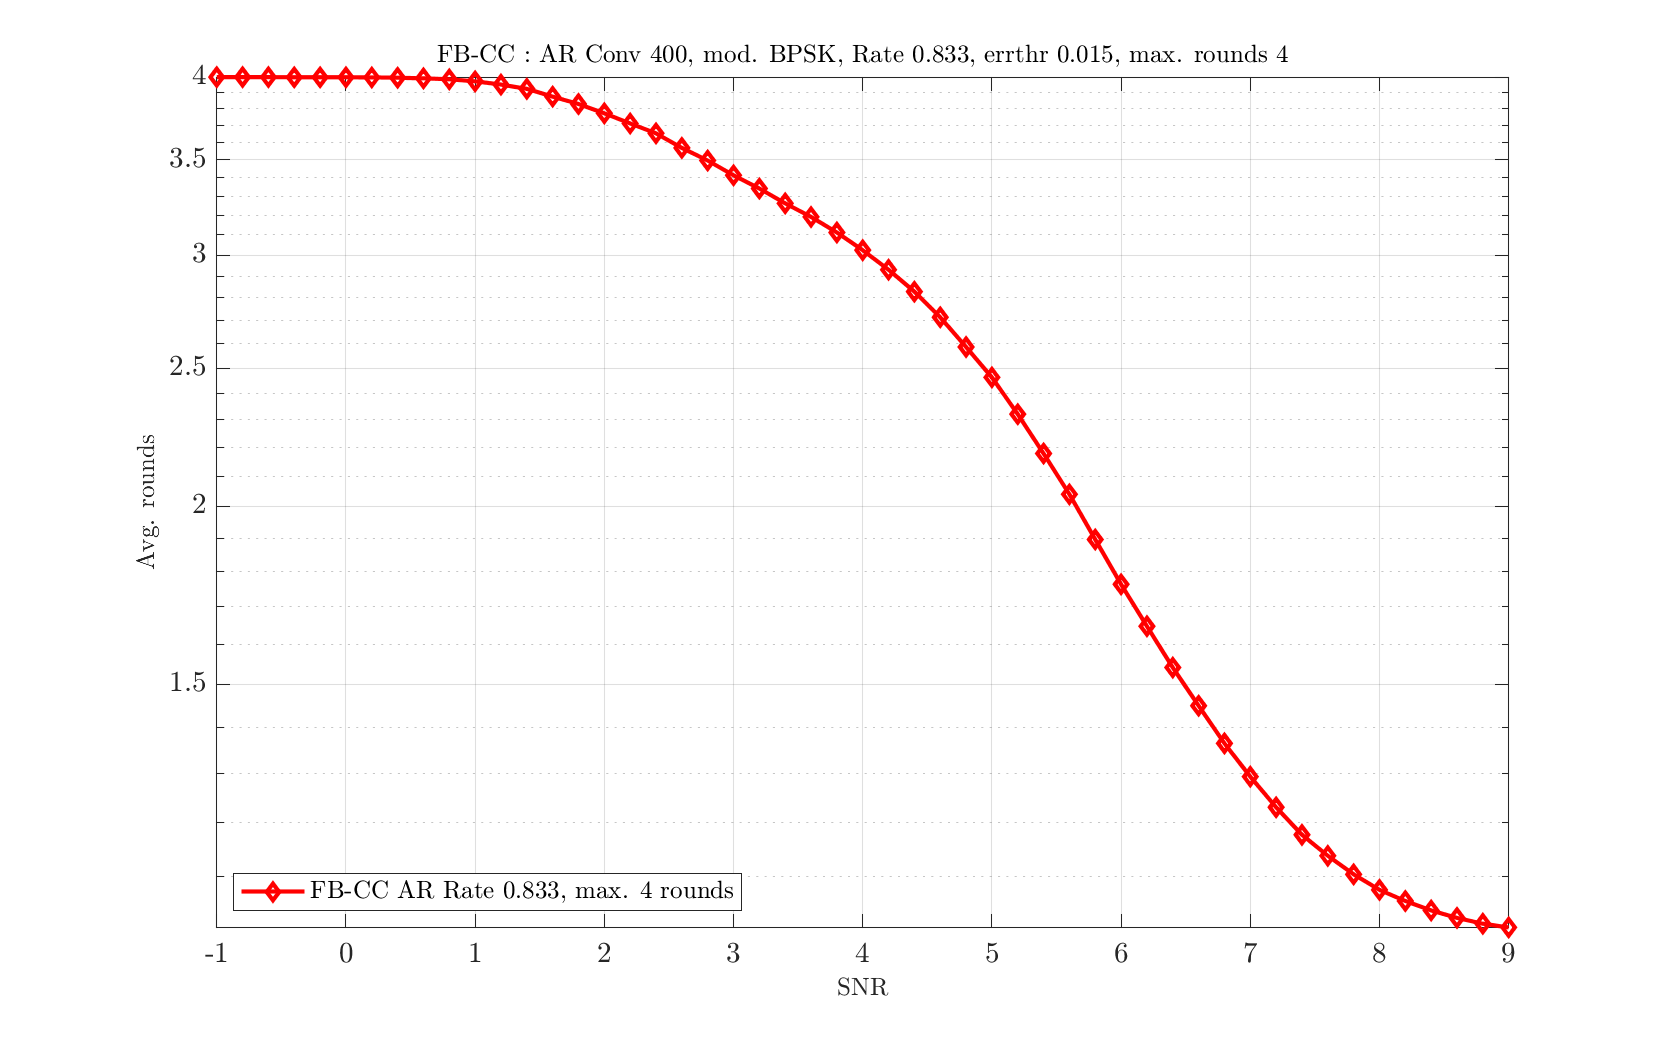 FB-CC : AR Conv 400, mod. BPSK, Rate 0.833, errthr 0.015, max. rounds 4
4
3.5
3
2.5
2
1.5
Avg. rounds
FB-CC AR Rate 0.833, max. 4 rounds
-1 0 1 2 3 4 5 6 7 8 9
SNR